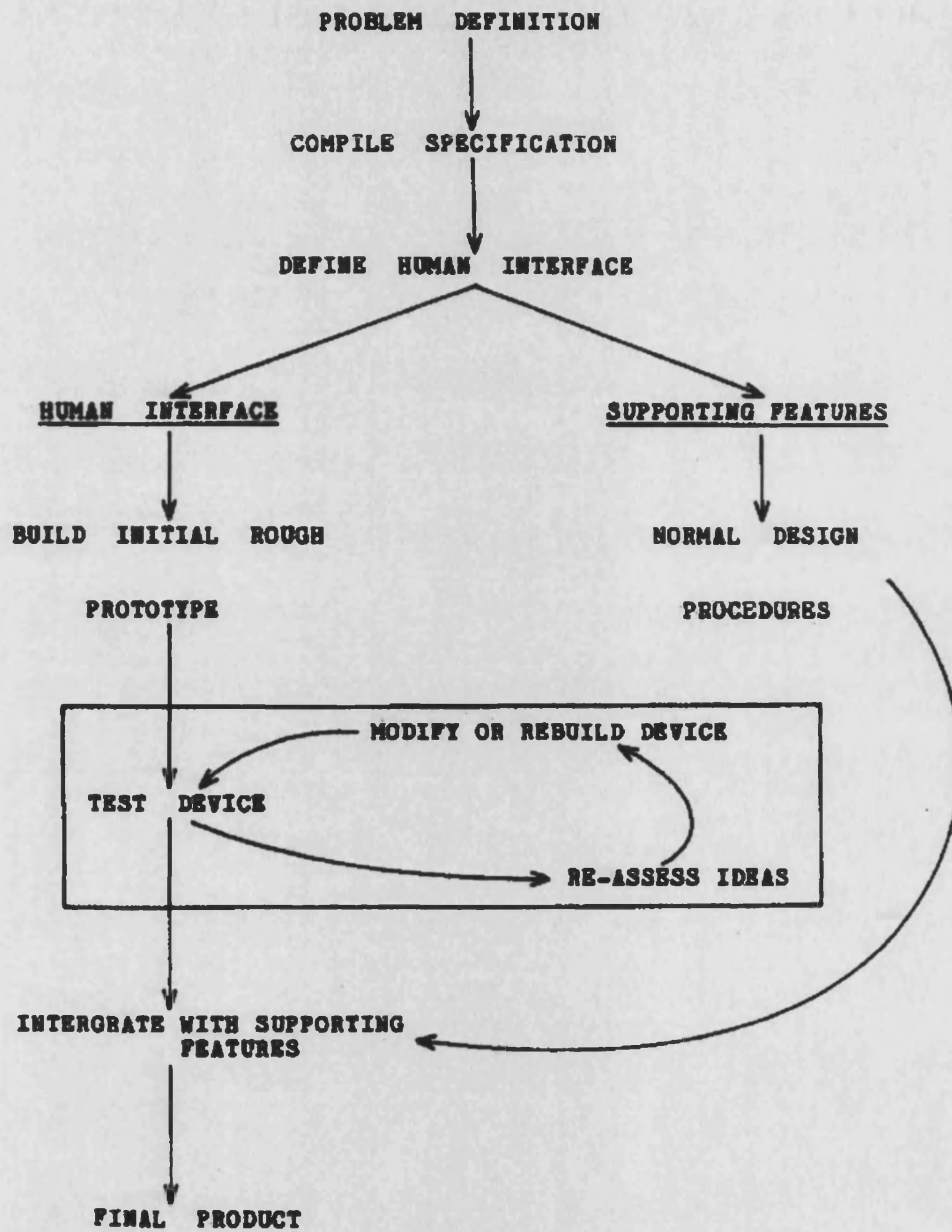 PROBLEM DEFINITION
COMPILE SPECIFICATION
DEFINE HUMAN INTERFACE
HUMAN INTERFACE
SUPPORTING FEATURES
BUILD INITIAL ROUGH
PROTOTYPE
NORMAL DESIGN
PROCEDURES
MODIFY OR REBUILD DEVICE
TEST DEVICE
RE-ASSESS IDEAS
INTERGRATE WITH SUPPORTING
FEATURES
FINAL PRODUCT